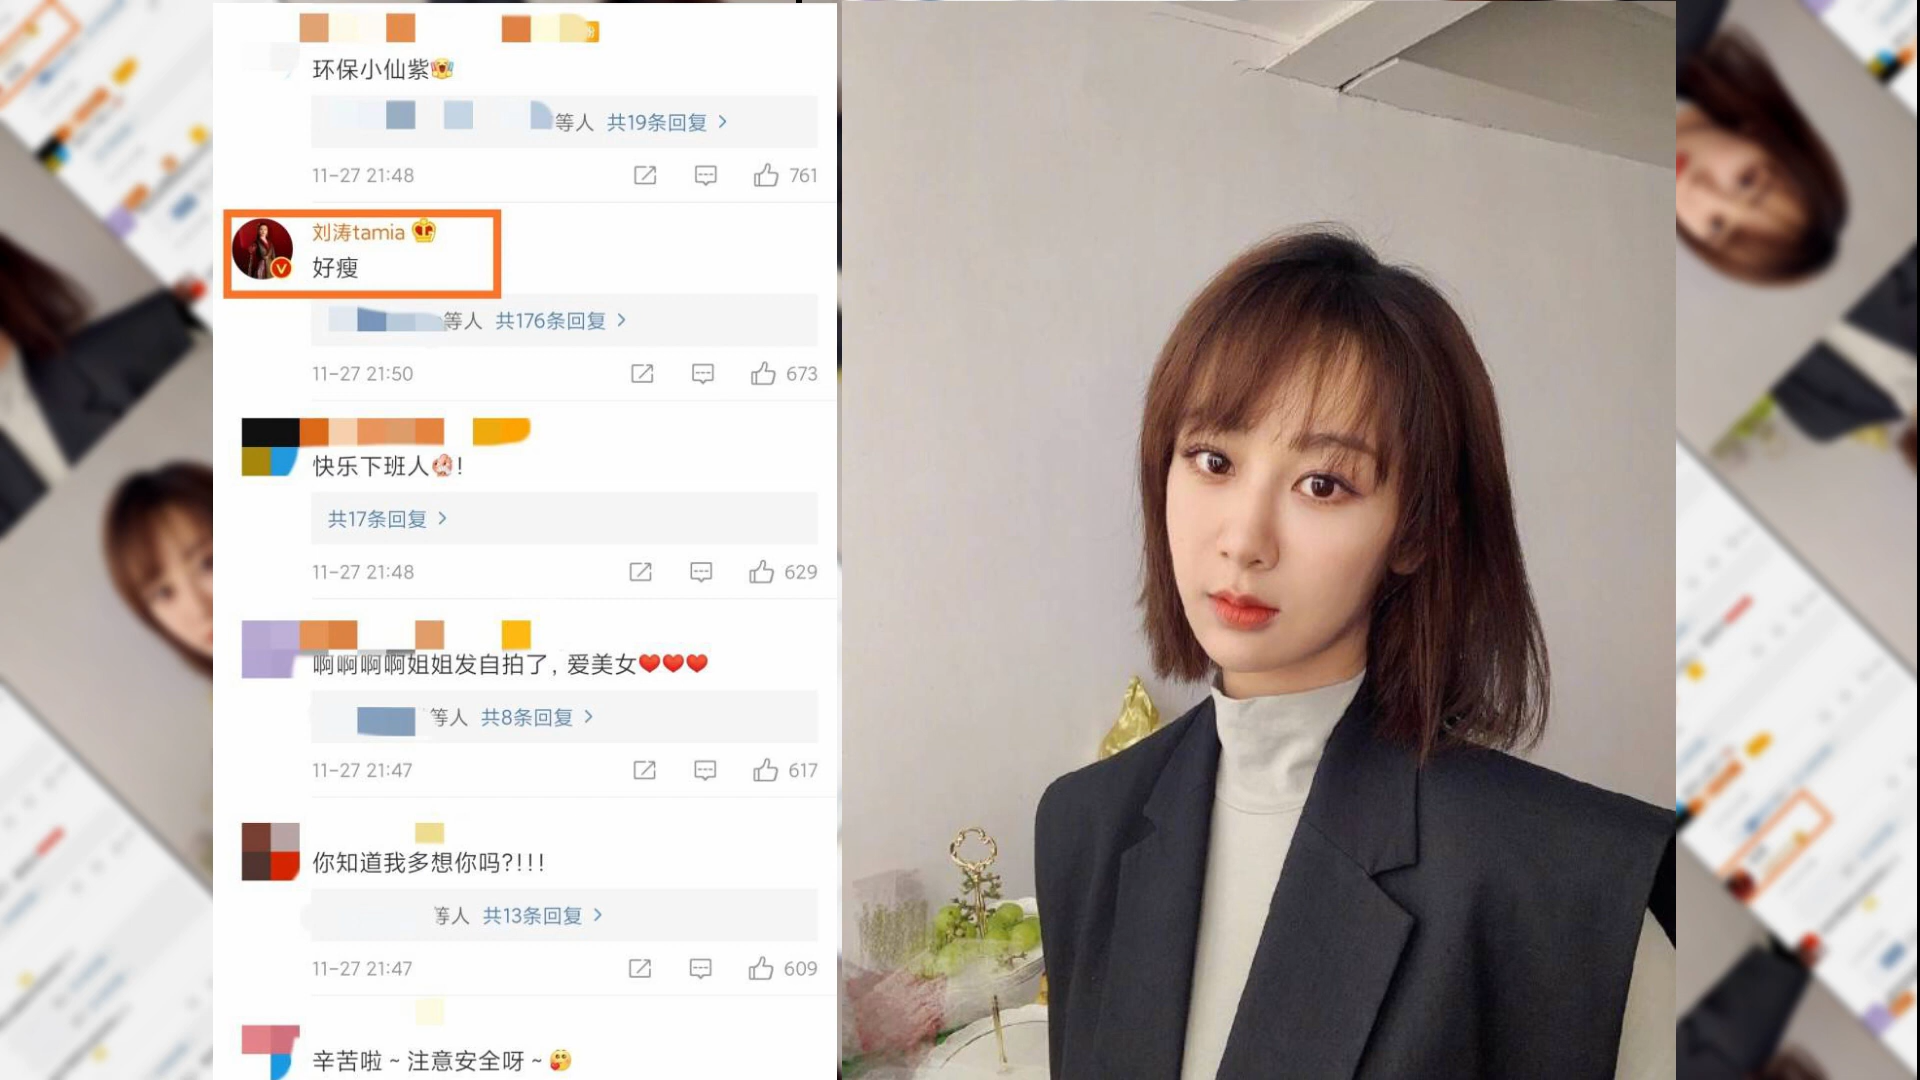 环保小仙紫
等人 共19条回复 >
11-27 21:48 761
刘涛tamia
好瘦
等人 共176条回复 >
11-27 21:50 673
快乐下班人!
共17条回复 >
11-27 21:48 629
啊啊啊啊姐姐发自拍了，爱美女
等人 共8条回复 >
11-27 21:47 617
你知道我多想你吗?!!!
等人 共13条回复 >
11-27 21:47 609
辛苦啦~注意安全呀~